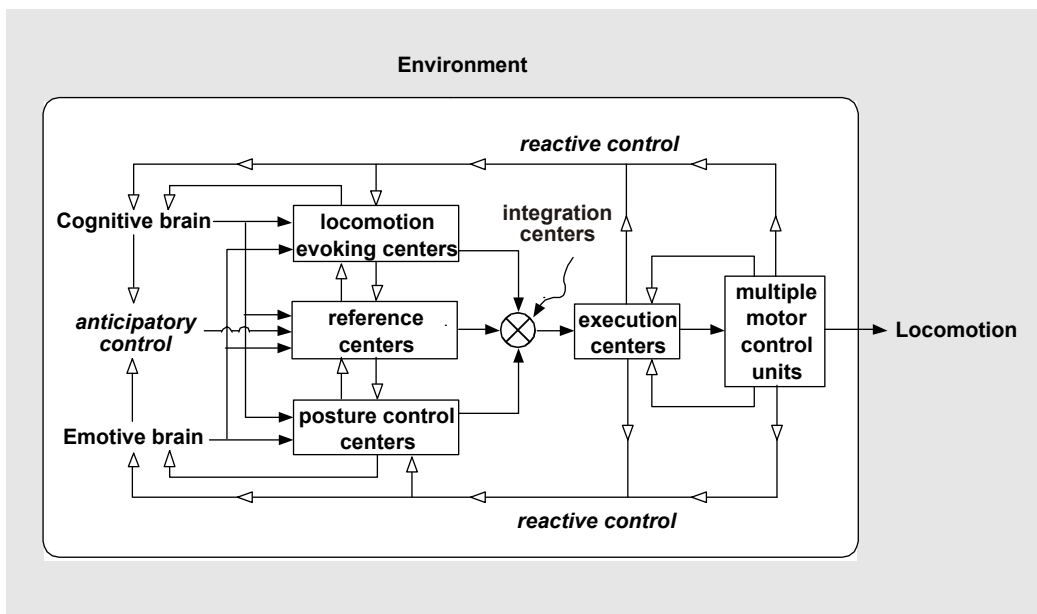 Environment
reactive control
Cognitive brain
locomotion
evoking centers
integration
centers
anticipatory
control
reference
centers
execution
centers
multiple
motor
control
units
Locomotion
Emotive brain
posture control
centers
reactive control